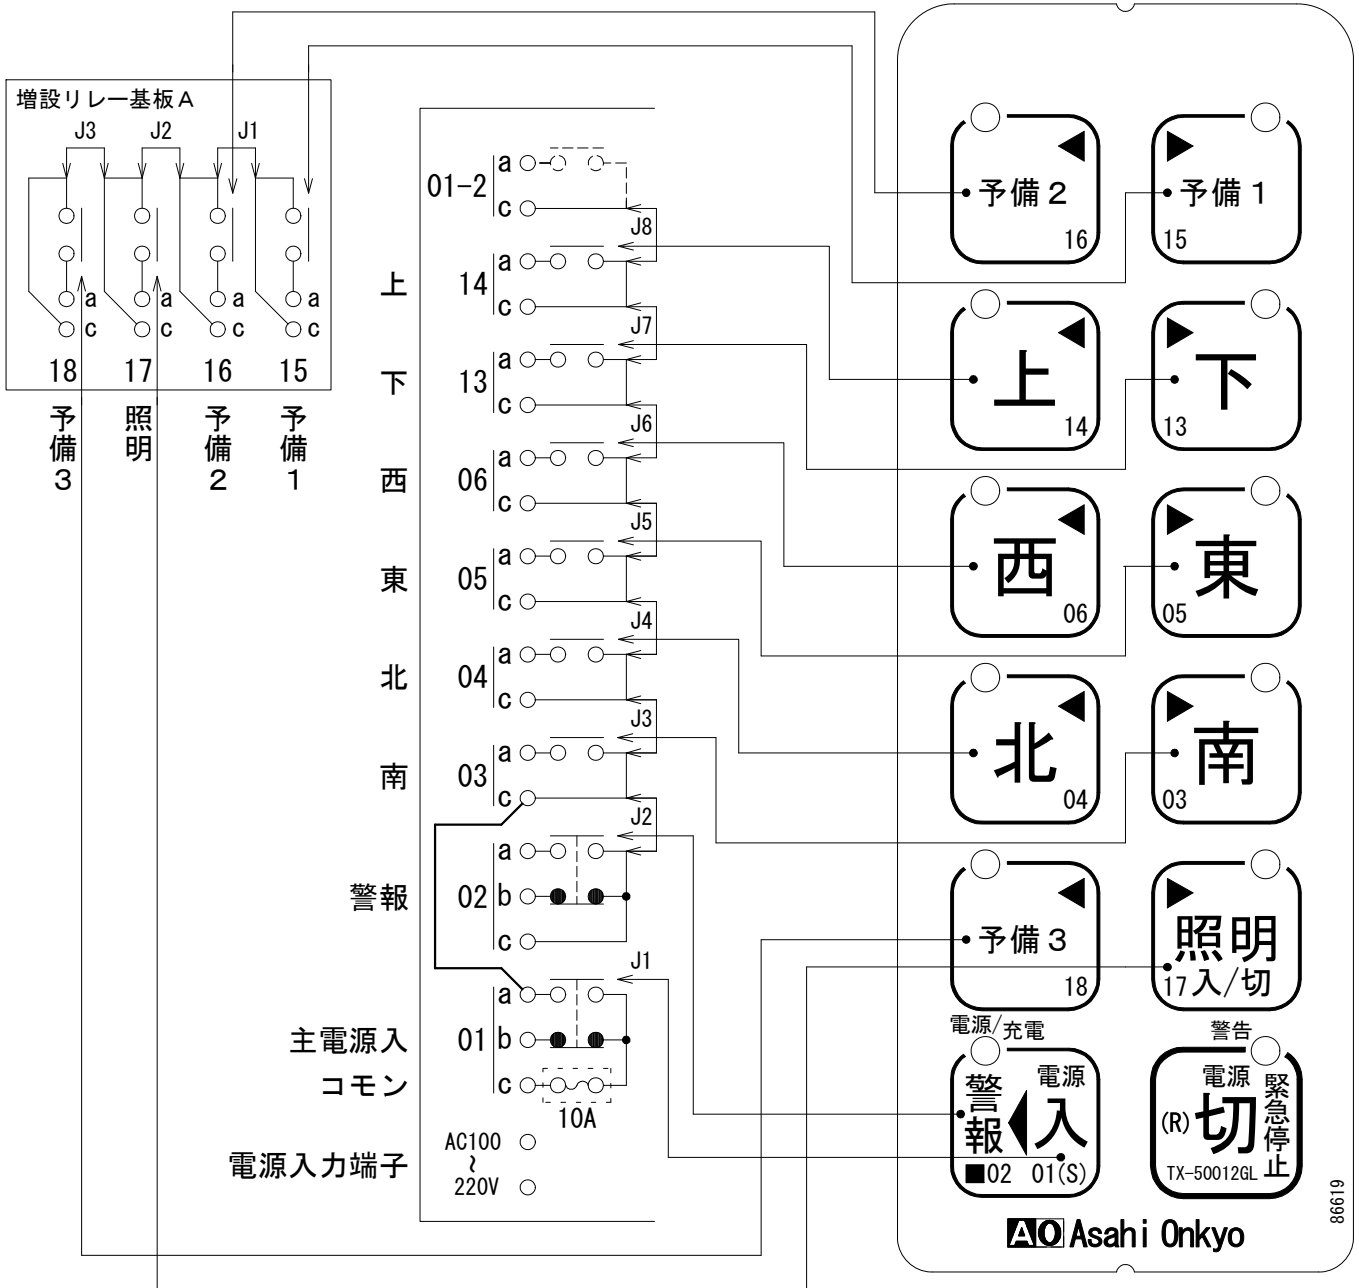 増設リレー基板A
J3 J2 J1
a a a a
c c c c
18 17 16 15
予備3 照明 予備2 予備1
01-2 a c
J8
上 14 a c
J7
下 13 a c
J6
西 06 a c
J5
東 05 a c
J4
北 04 a c
J3
南 03 a c
J2
警報 02 a b c
J1
主電源入 01 a b c
コモン
10A
電源入力端子 AC100～220V
予備2 16
予備1 15
上 14
下 13
西 06
東 05
北 04
南 03
予備3 18
照明 17入/切
電源/充電
警報 電源入
■02 01(S)
警告
電源 (R)切 緊急停止
TX-50012GL
AO Asahi Onkyo
86619